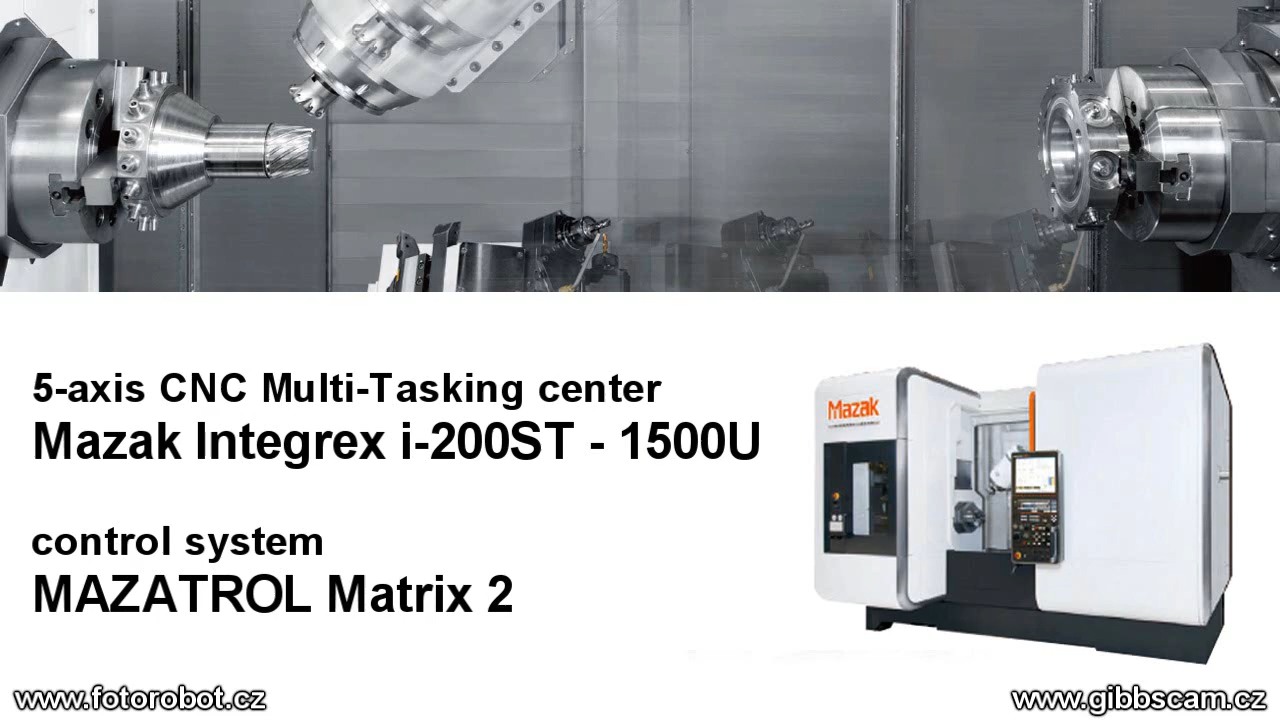 5-axis CNC Multi-Tasking center
Mazak Integrex i-200ST - 1500U
control system
MAZATROL Matrix 2
Mazak
www.fotorobot.cz
www.gibbscam.cz